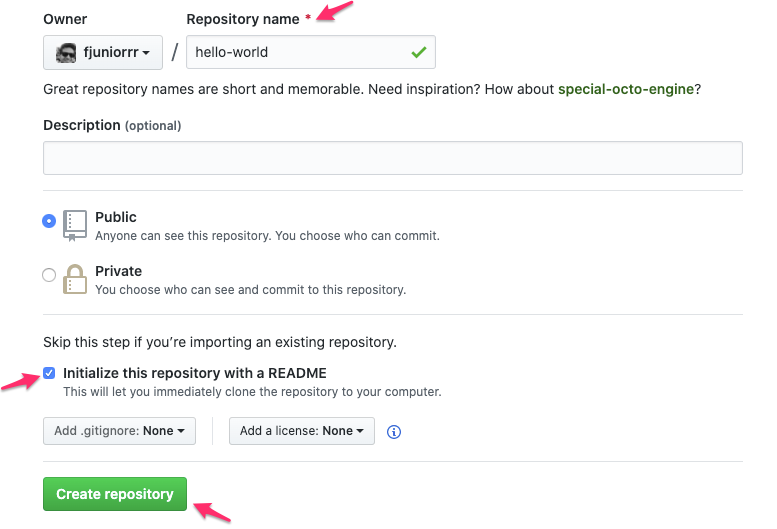 Owner Repository name *
fjuniorrr / hello-world
Great repository names are short and memorable. Need inspiration? How about special-octo-engine?
Description (optional)
Public
Anyone can see this repository. You choose who can commit.
Private
You choose who can see and commit to this repository.
Skip this step if you’re importing an existing repository.
Initialize this repository with a README
This will let you immediately clone the repository to your computer.
Add .gitignore: None Add a license: None
Create repository